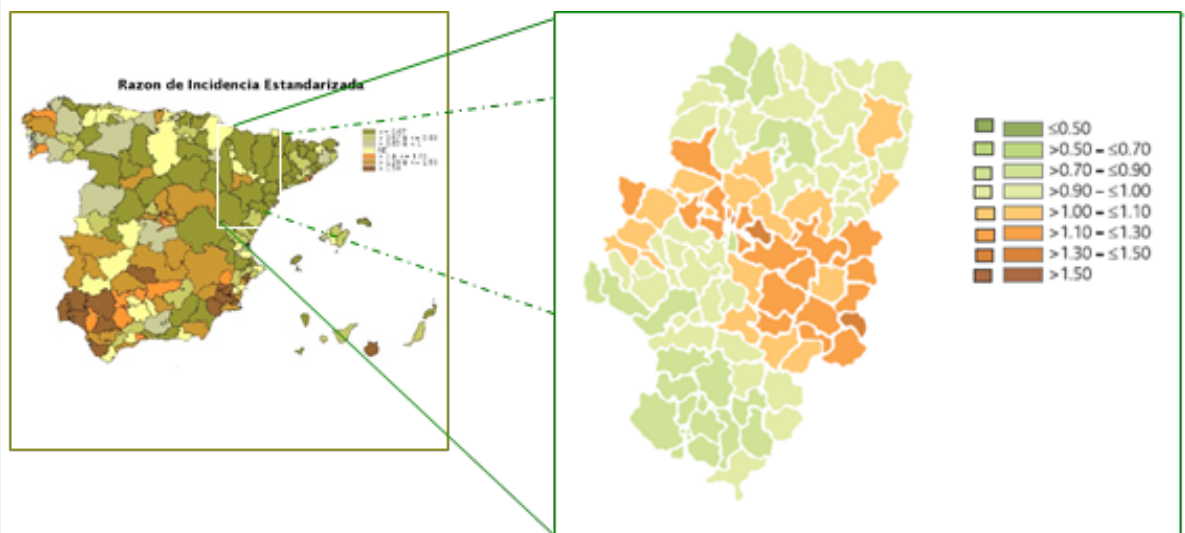 Razon de Incidencia Estandarizada
≤0.50
>0.50 – ≤0.70
>0.70 – ≤0.90
>0.90 – ≤1.00
>1.00 – ≤1.10
>1.10 – ≤1.30
>1.30 – ≤1.50
>1.50